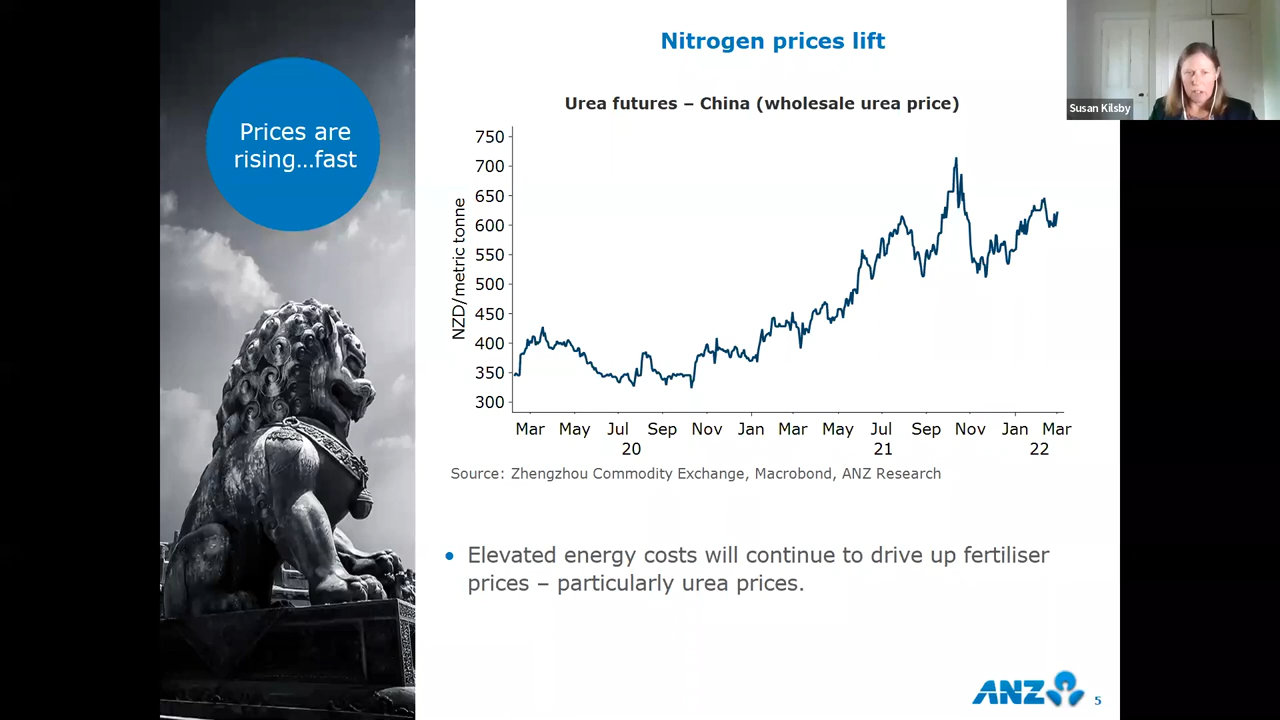 Nitrogen prices lift
Susan Kilsby
Prices are
rising...fast
Urea futures – China (wholesale urea price)
NZD/metric tonne
750
700
650
600
550
500
450
400
350
300
Mar May Jul Sep Nov Jan Mar May Jul Sep Nov Jan Mar
20 21 22
Source: Zhengzhou Commodity Exchange, Macrobond, ANZ Research
• Elevated energy costs will continue to drive up fertiliser
prices – particularly urea prices.
ANZ
5